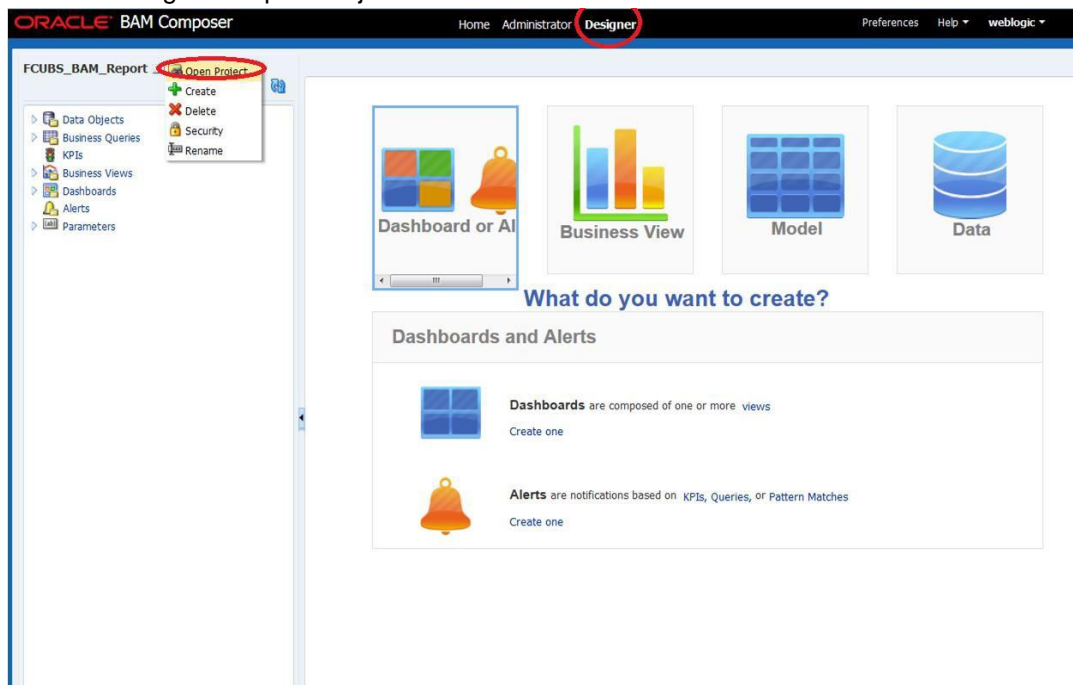 ORACLE BAM Composer Home Administrator Designer Preferences Help weblogic
FCUBS_BAM_Report
Open Project
Create
Delete
Security
Rename
Data Objects
Business Queries
KPIs
Business Views
Dashboards
Alerts
Parameters
Dashboard or Al
Business View
Model
Data
What do you want to create?
Dashboards and Alerts
Dashboards are composed of one or more views
Create one
Alerts are notifications based on KPIs, Queries, or Pattern Matches
Create one